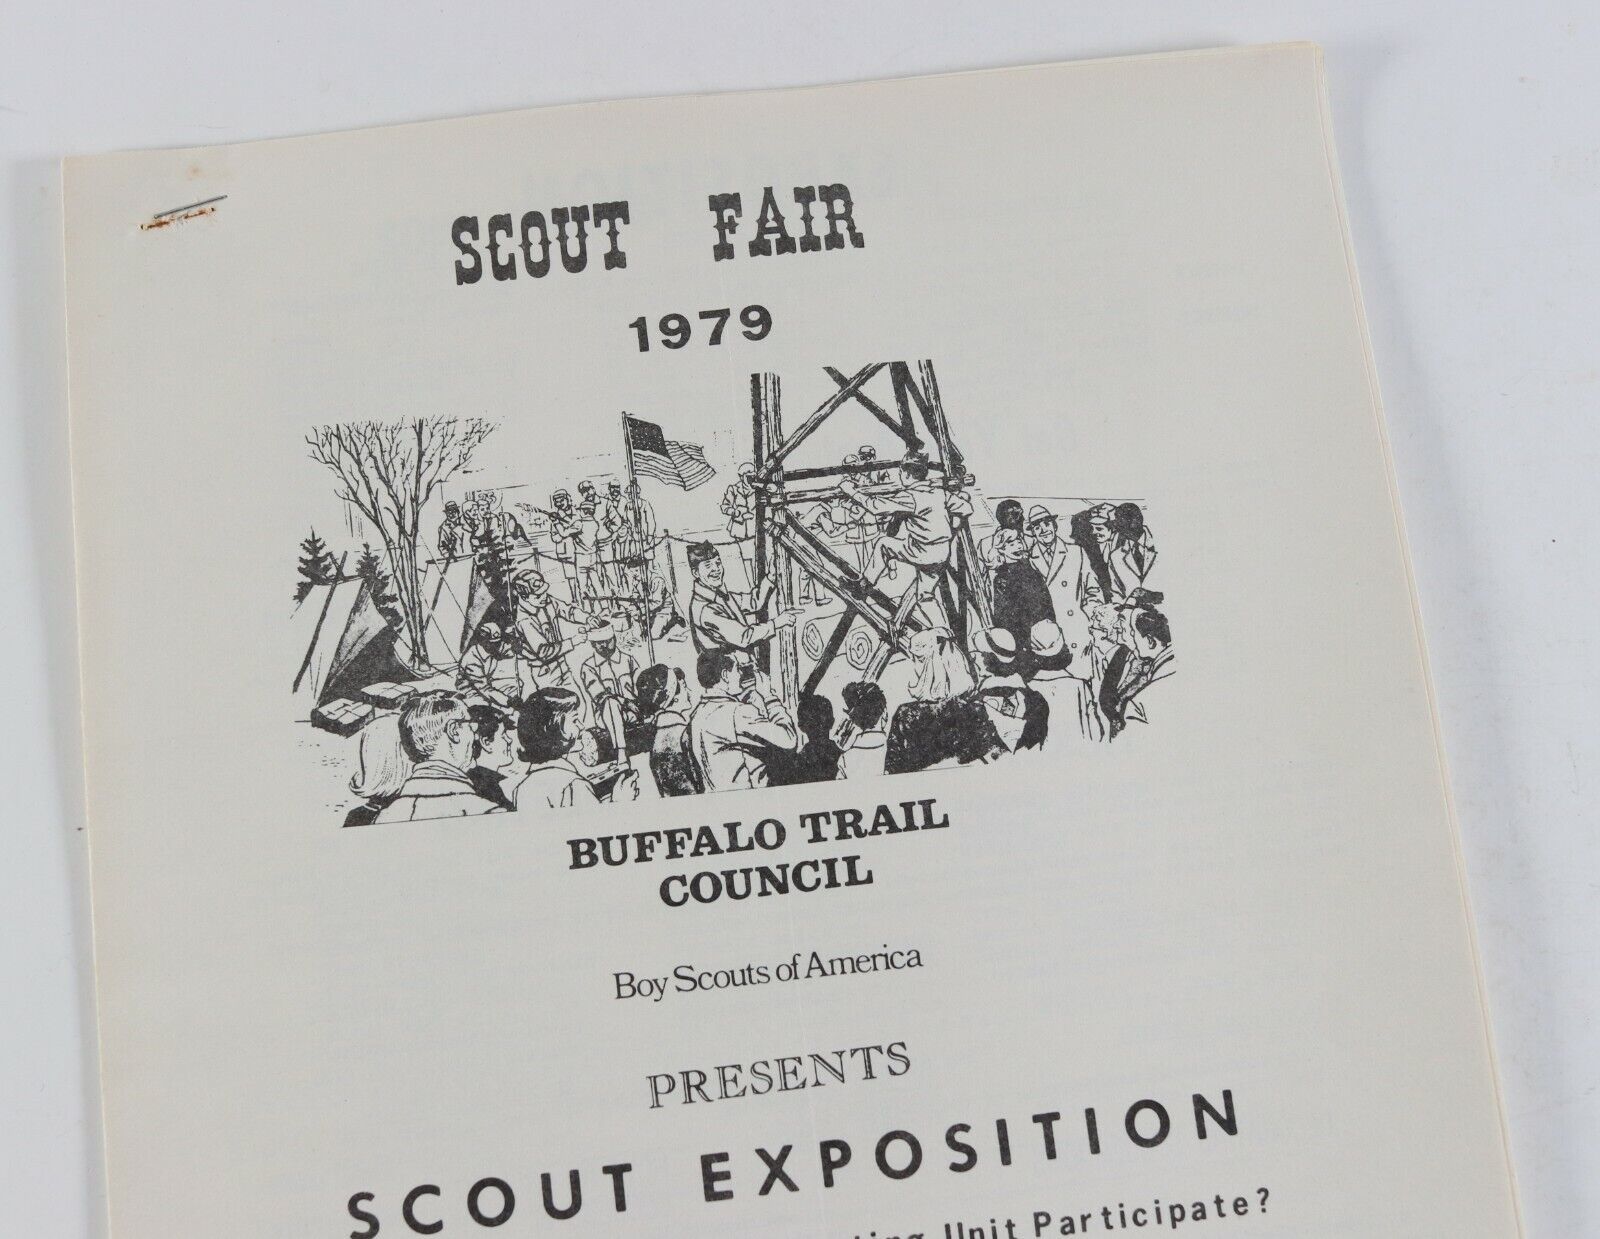 SCOUT FAIR
1979
BUFFALO TRAIL
COUNCIL
Boy Scouts of America
PRESENTS
SCOUT EXPOSITION
Unit Participate?